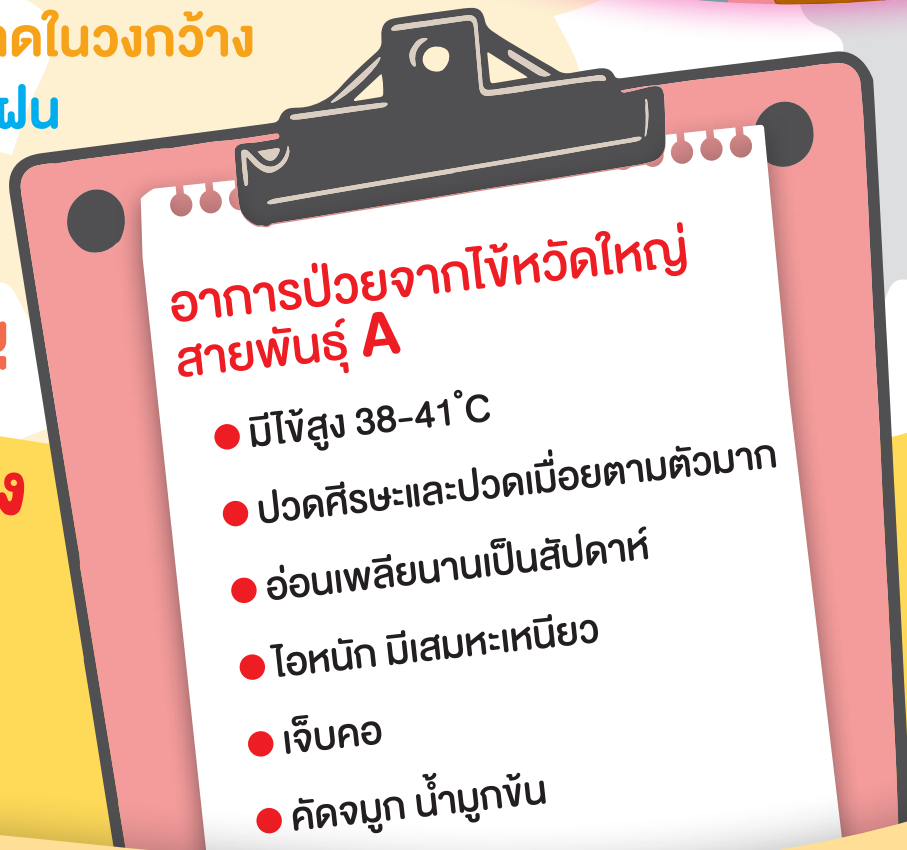 ในวงกว้าง
ฝน
อาการป่วยจากไข้หวัดใหญ่
สายพันธุ์ A
● มีไข้สูง 38-41°C
● ปวดศีรษะและปวดเมื่อยตามตัวมาก
● อ่อนเพลียนานเป็นสัปดาห์
● ไอหนัก มีเสมหะเหนียว
● เจ็บคอ
● คัดจมูก น้ำมูกข้น